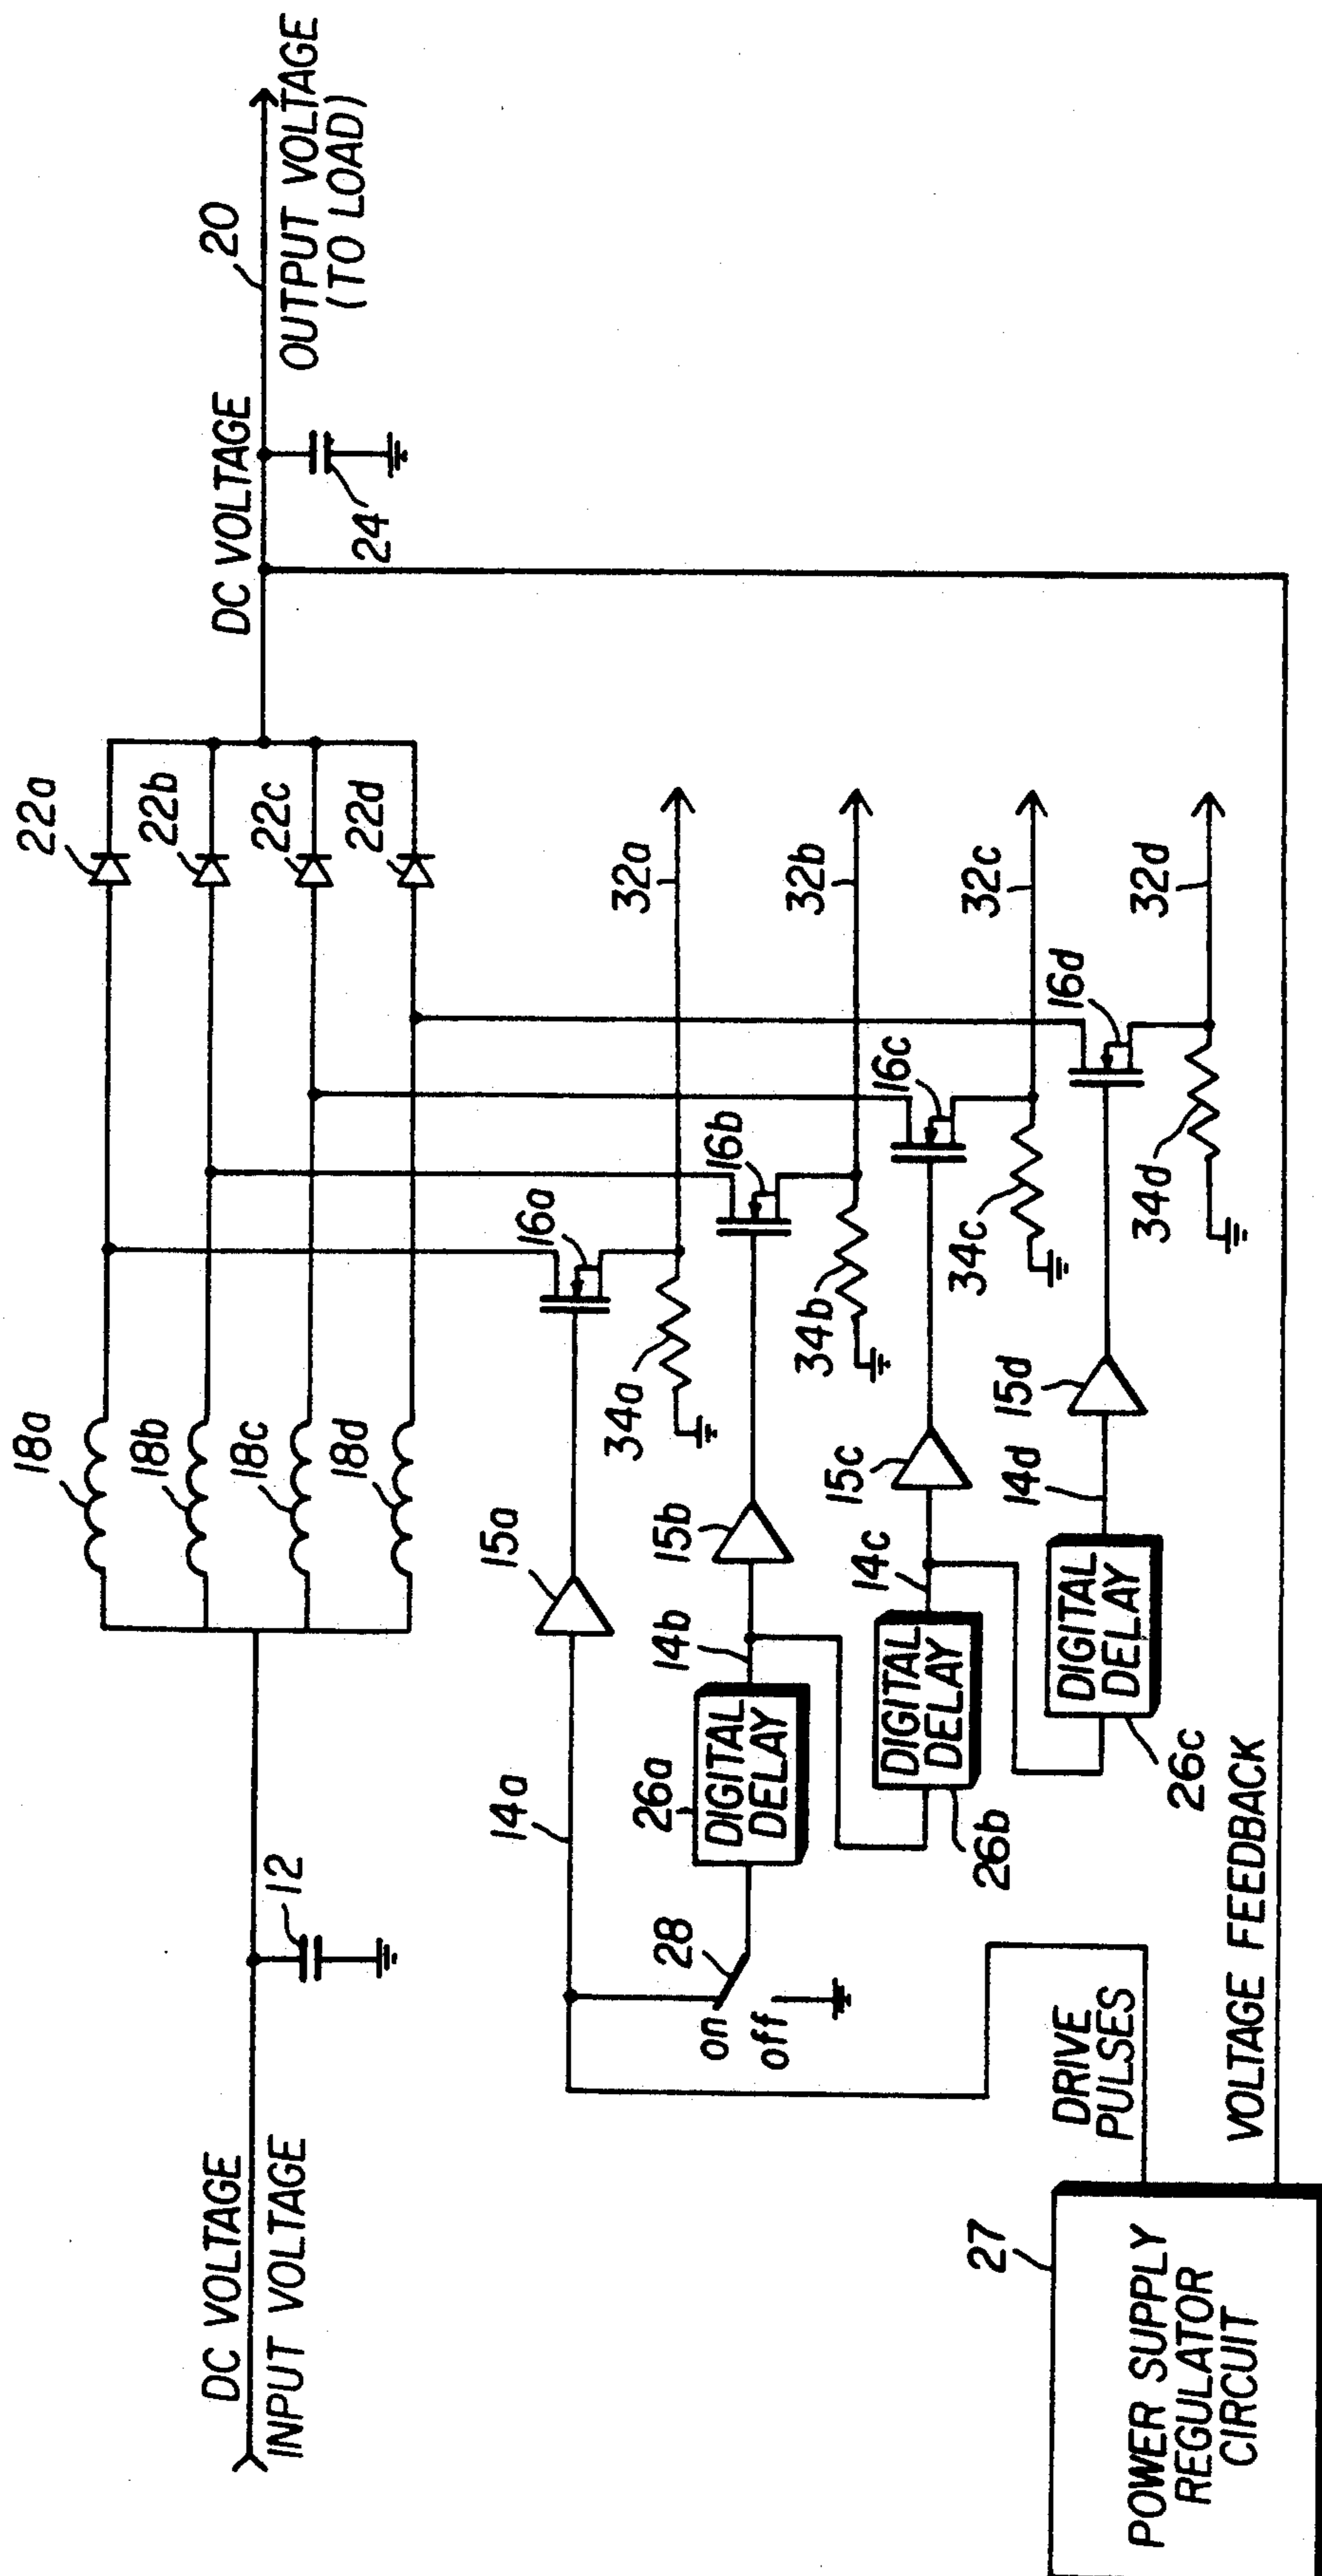 DC VOLTAGE
INPUT VOLTAGE
12
18a
18b
18c
18d
22a
22b
22c
22d
DC VOLTAGE
24
20
OUTPUT VOLTAGE
(TO LOAD)
14a
15a
16a
34a
32a
on
off
28
26a
DIGITAL
DELAY
14b
15b
16b
34b
32b
26b
DIGITAL
DELAY
14c
15c
16c
34c
32c
26c
DIGITAL
DELAY
14d
15d
16d
34d
32d
27
POWER SUPPLY
REGULATOR
CIRCUIT
DRIVE
PULSES
VOLTAGE FEEDBACK